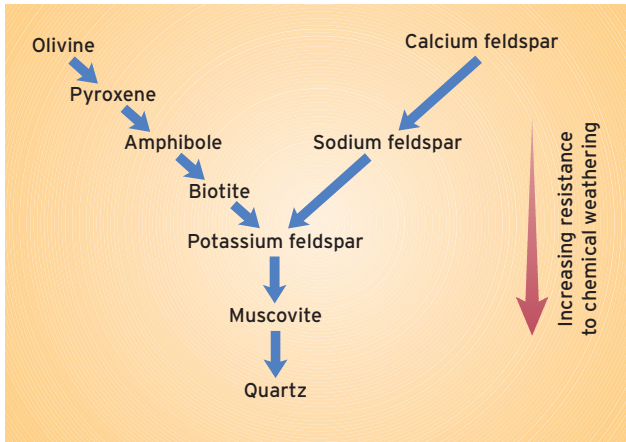 Olivine
Calcium feldspar
Pyroxene
Amphibole
Sodium feldspar
Biotite
Potassium feldspar
Muscovite
Quartz
Increasing resistance
to chemical weathering